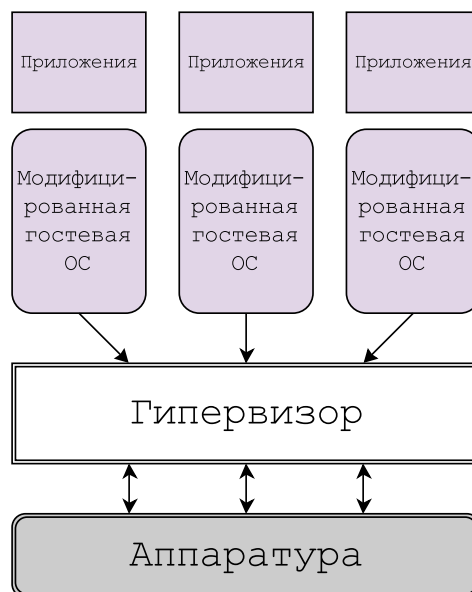 Приложения Приложения Приложения
Модифици-
рованная
гостевая
ОС
Модифици-
рованная
гостевая
ОС
Модифици-
рованная
гостевая
ОС
Гипервизор
Аппаратура